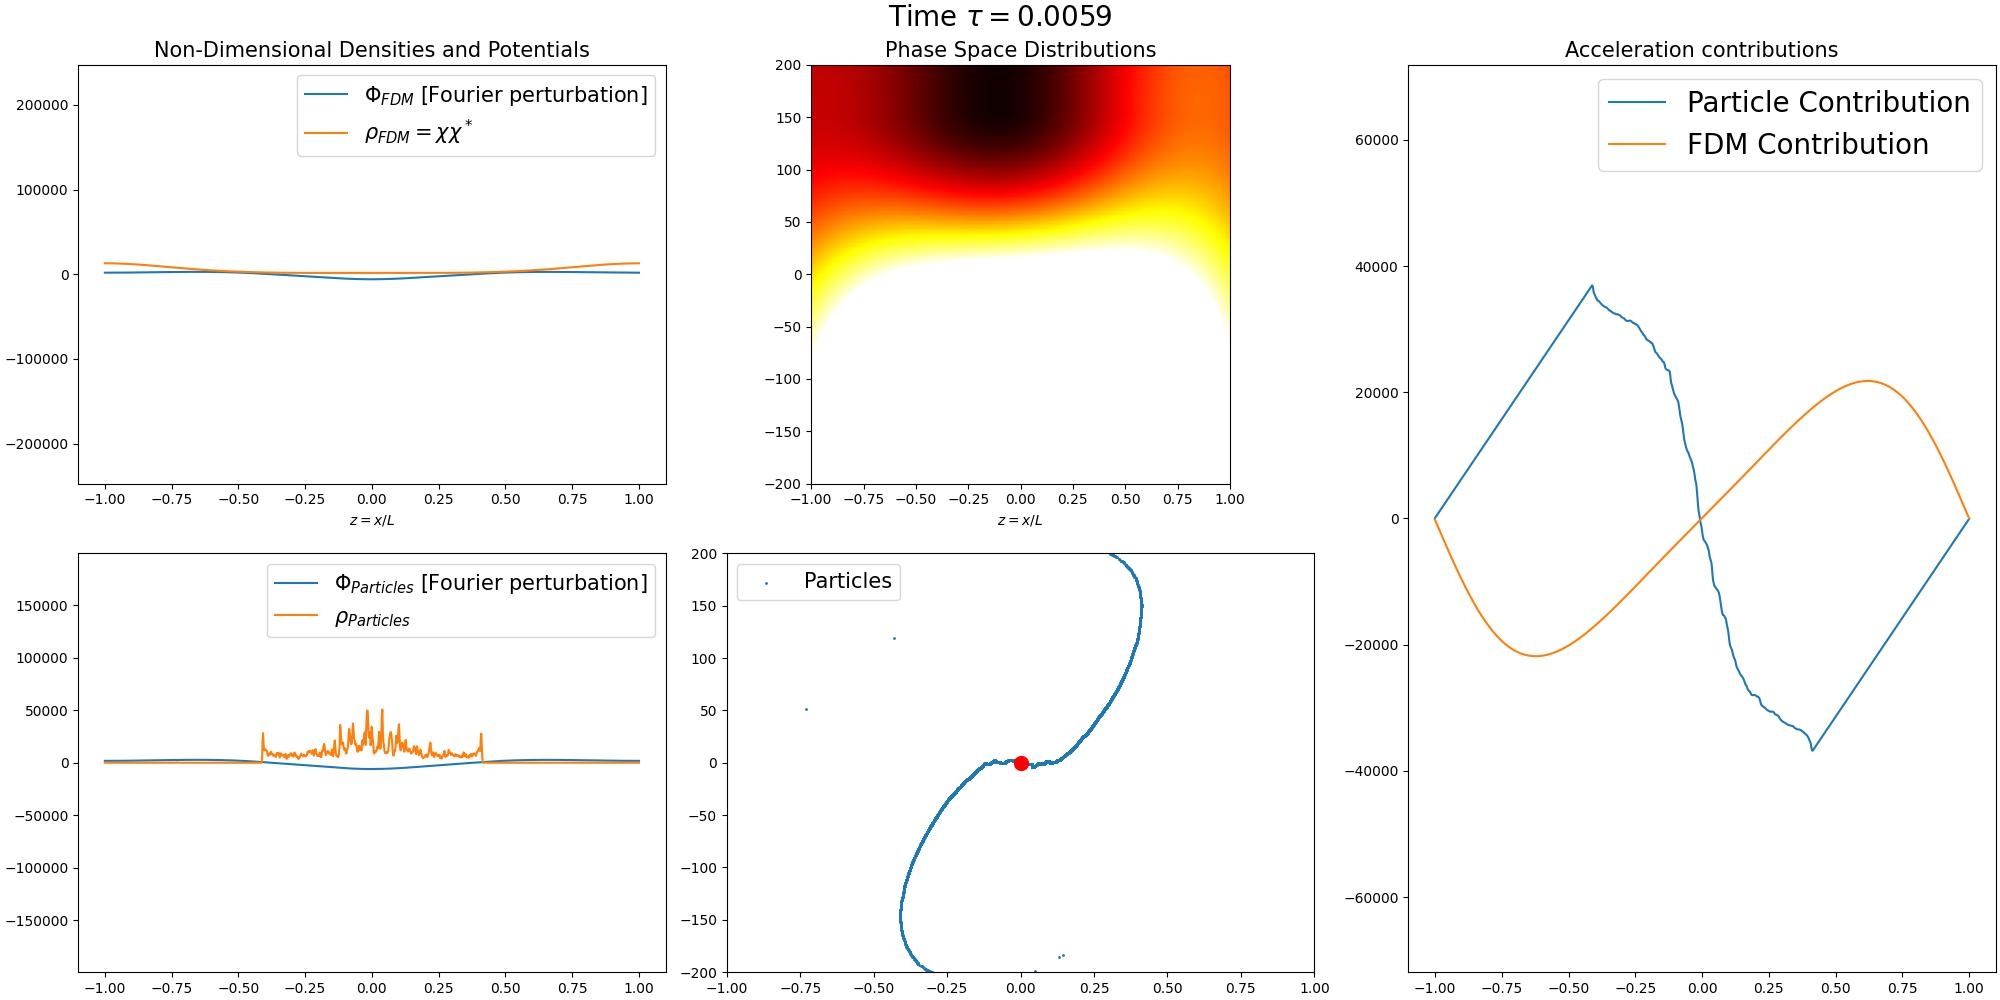 Time τ = 0.0059
Non-Dimensional Densities and Potentials
Φ_FDM [Fourier perturbation]
ρ_FDM = χχ*
200000
100000
0
−100000
−200000
−1.00 −0.75 −0.50 −0.25 0.00 0.25 0.50 0.75 1.00
z = x/L
Phase Space Distributions
200
150
100
50
0
−50
−100
−150
−200
−1.00 −0.75 −0.50 −0.25 0.00 0.25 0.50 0.75 1.00
z = x/L
Acceleration contributions
Particle Contribution
FDM Contribution
60000
40000
20000
0
−20000
−40000
−60000
−1.00 −0.75 −0.50 −0.25 0.00 0.25 0.50 0.75 1.00
Φ_Particles [Fourier perturbation]
ρ_Particles
150000
100000
50000
0
−50000
−100000
−150000
−1.00 −0.75 −0.50 −0.25 0.00 0.25 0.50 0.75 1.00
Particles
200
150
100
50
0
−50
−100
−150
−200
−1.00 −0.75 −0.50 −0.25 0.00 0.25 0.50 0.75 1.00